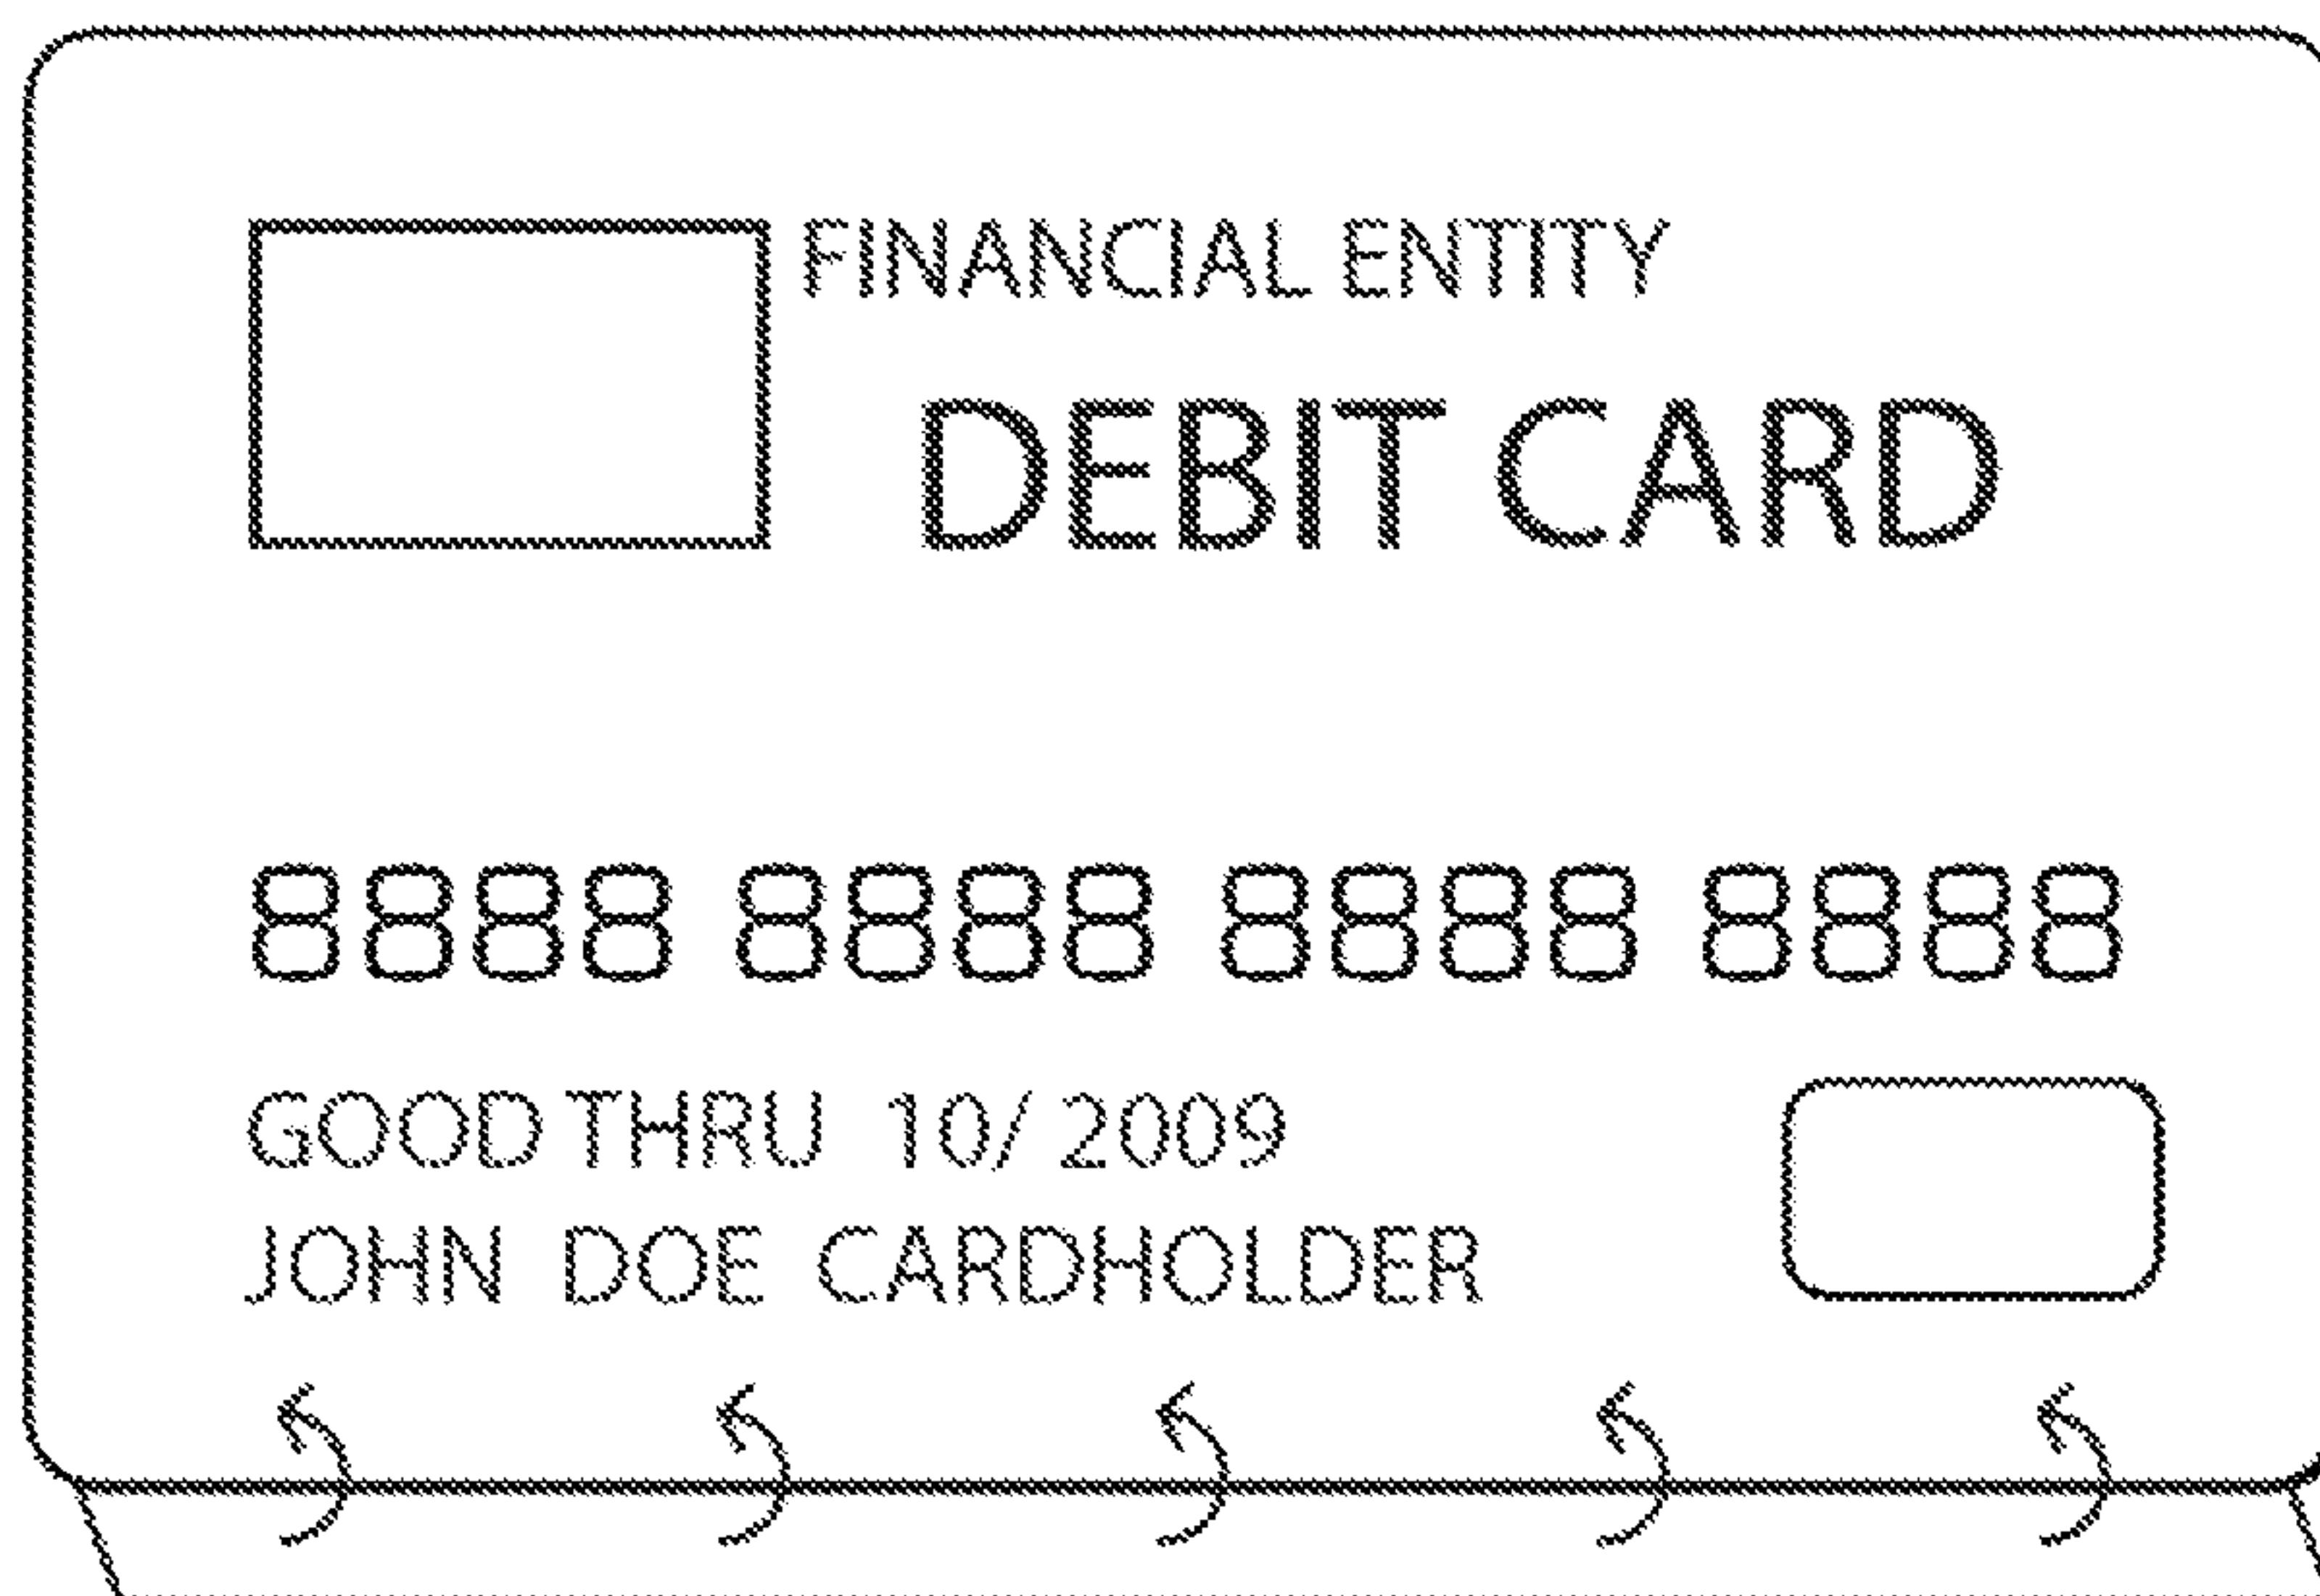 FINANCIAL ENTITY
DEBIT CARD
8888 8888 8888 8888
GOOD THRU 10/ 2009
JOHN DOE CARDHOLDER